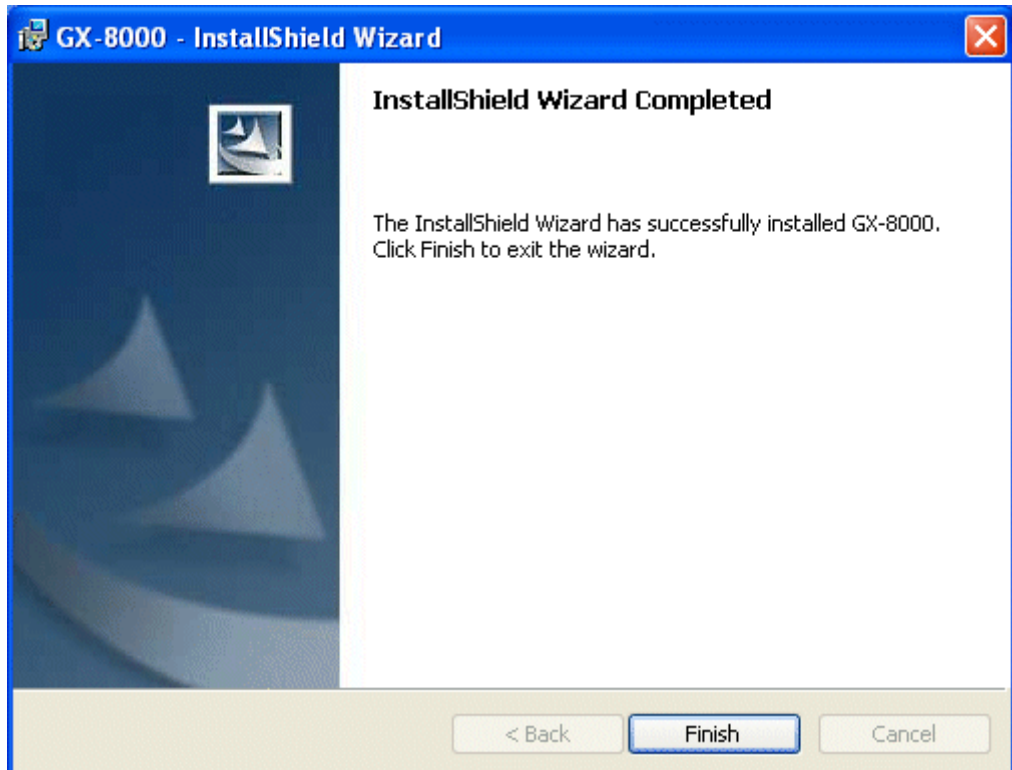 GX-8000 - InstallShield Wizard
InstallShield Wizard Completed
The InstallShield Wizard has successfully installed GX-8000.
Click Finish to exit the wizard.
< Back
Finish
Cancel